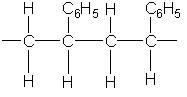 H C₆H₅ H C₆H₅
—C—C—C—C—
H H H H